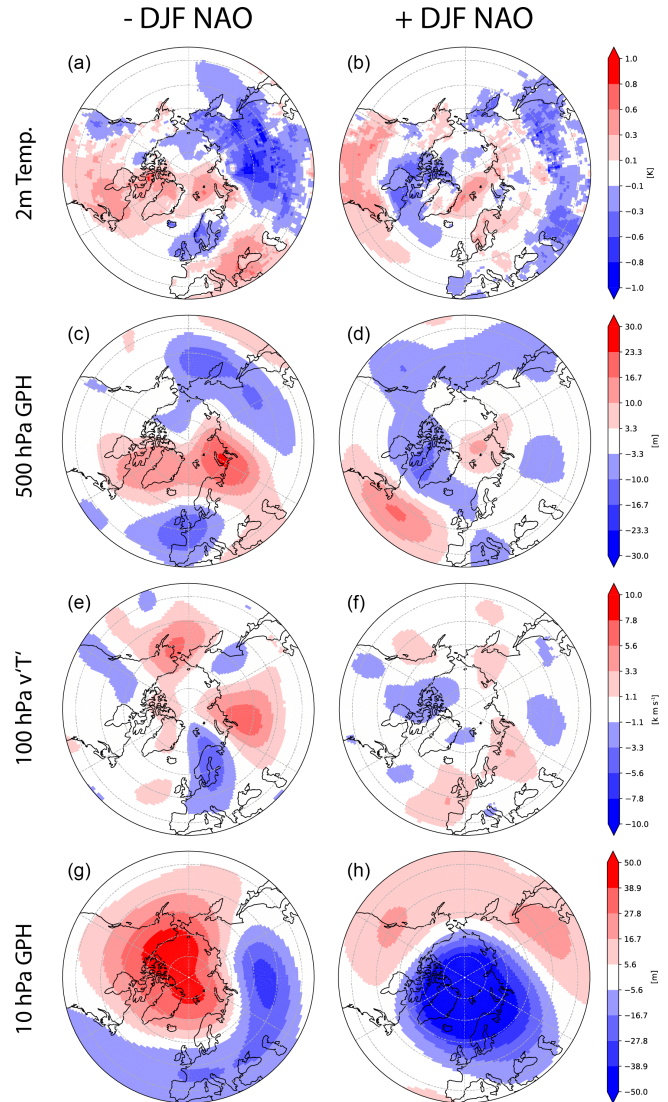 - DJF NAO
+ DJF NAO
2m Temp.
(a)
(b)
1.0
0.8
0.6
0.3
0.1
−0.1
−0.3
−0.6
−0.8
−1.0
[K]
500 hPa GPH
(c)
(d)
30.0
23.3
16.7
10.0
3.3
−3.3
−10.0
−16.7
−23.3
−30.0
[m]
100 hPa v'T'
(e)
(f)
10.0
7.8
5.6
3.3
1.1
−1.1
−3.3
−5.6
−7.8
−10.0
[k m s¹]
10 hPa GPH
(g)
(h)
50.0
38.9
27.8
16.7
5.6
−5.6
−16.7
−27.8
−38.9
−50.0
[m]